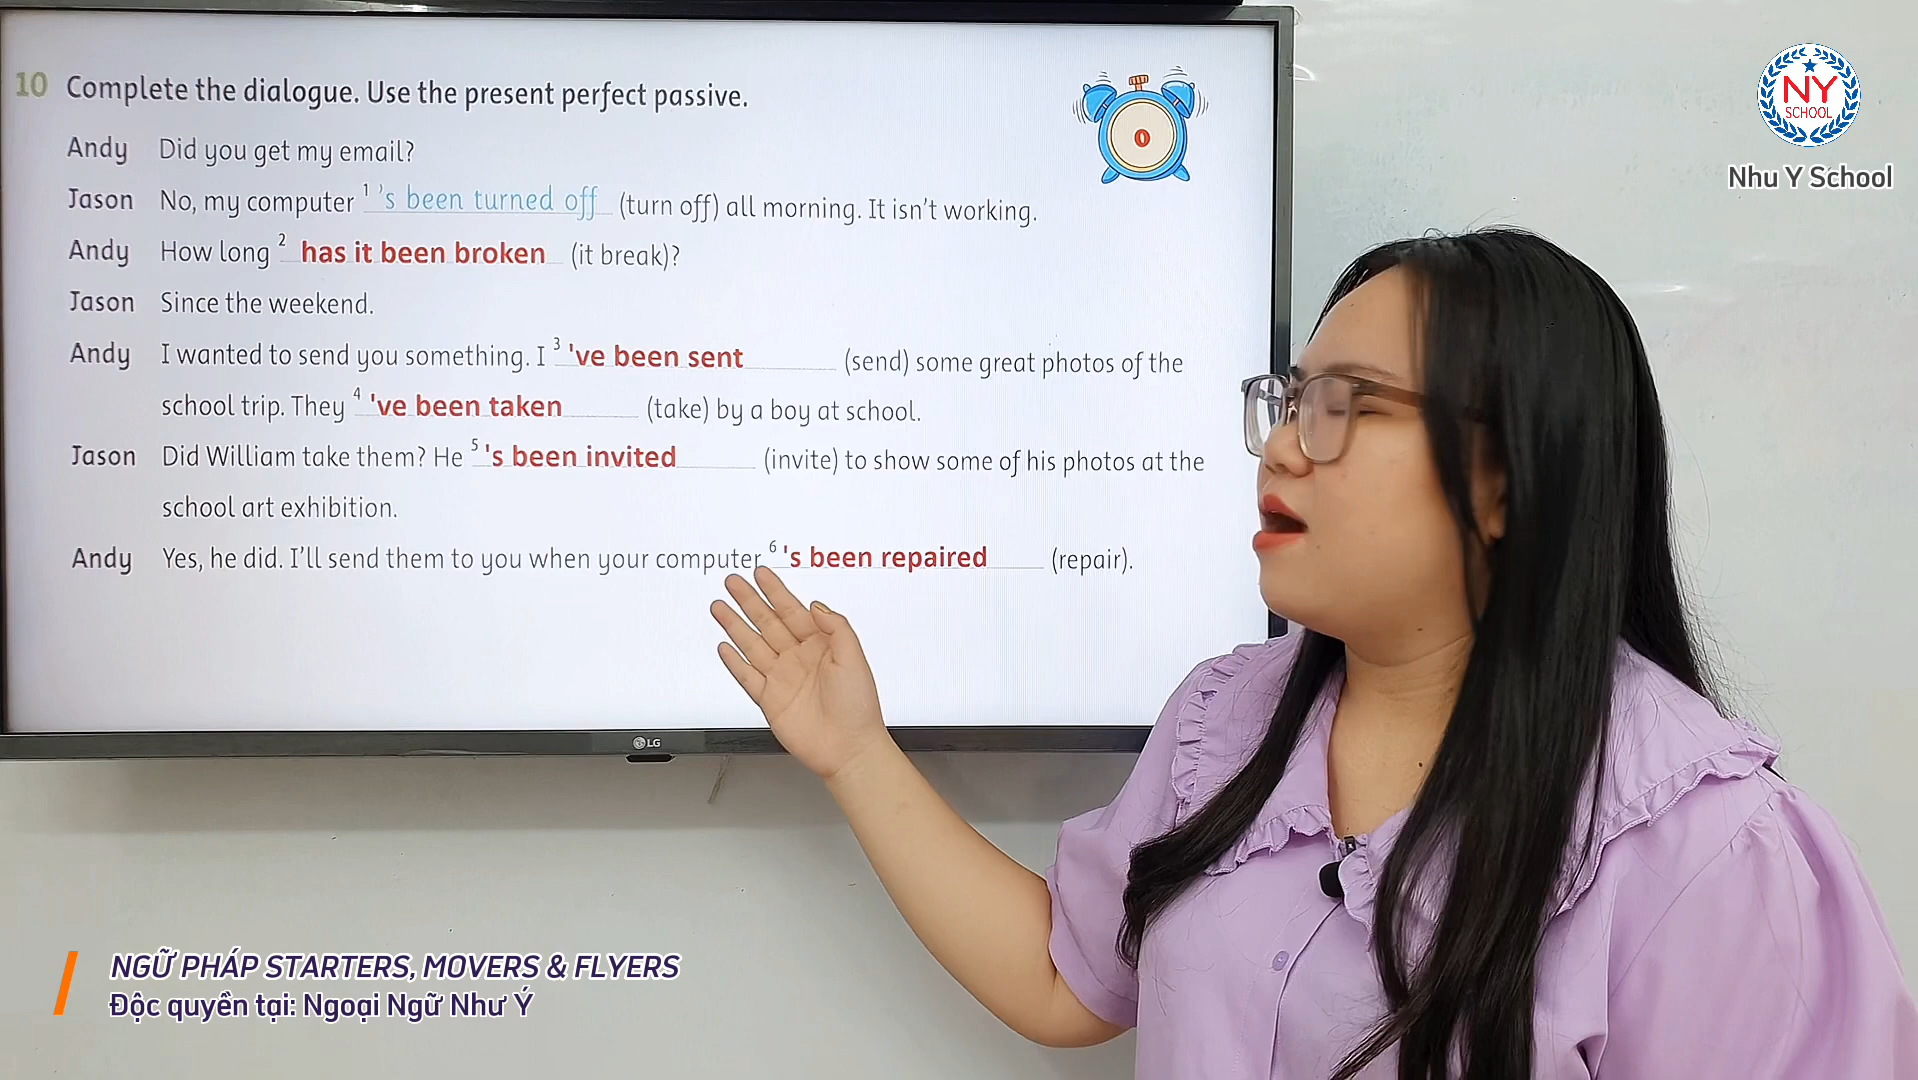 10 Complete the dialogue. Use the present perfect passive.
Andy Did you get my email?
Jason No, my computer 1 's been turned off (turn off) all morning. It isn't working.
Andy How long 2 has it been broken (it break)?
Jason Since the weekend.
Andy I wanted to send you something. I 3 've been sent (send) some great photos of the
school trip. They 4 've been taken (take) by a boy at school.
Jason Did William take them? He 5 's been invited (invite) to show some of his photos at the
school art exhibition.
Andy Yes, he did. I'll send them to you when your computer 6 's been repaired (repair).
LG
NY
SCHOOL
Nhu Y School
NGỮ PHÁP STARTERS, MOVERS & FLYERS
Độc quyền tại: Ngoại Ngữ Như Ý